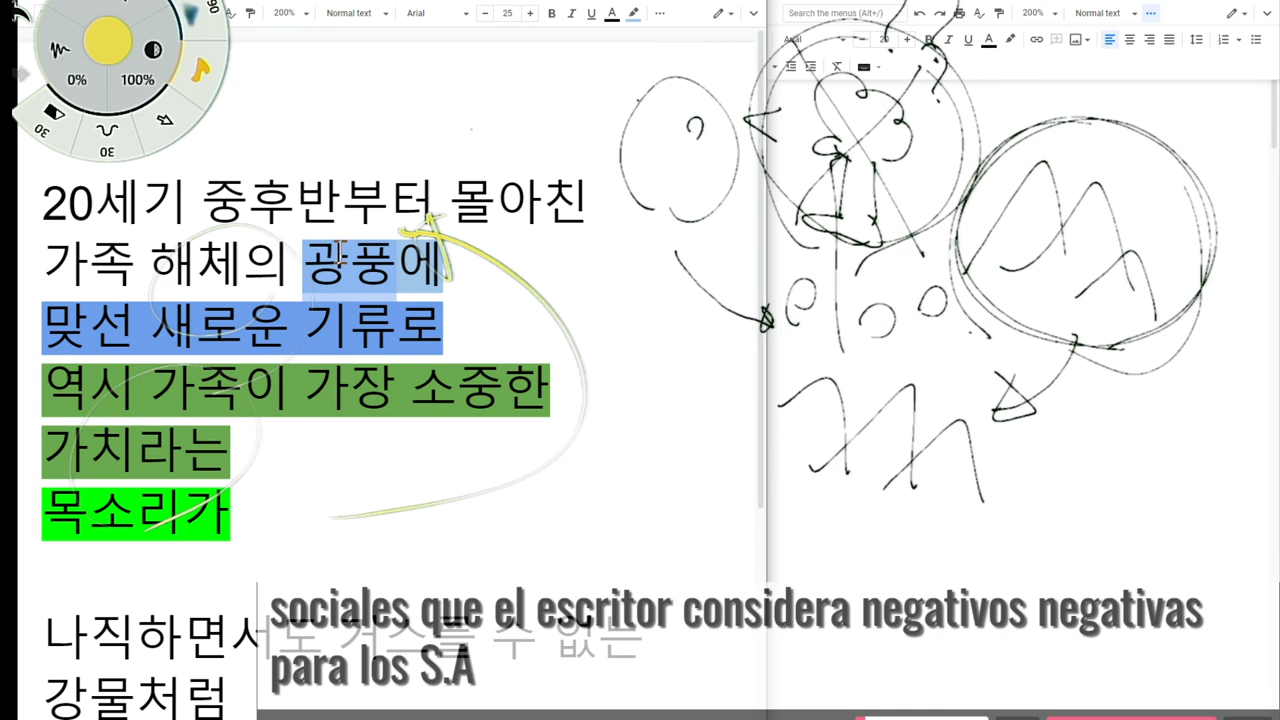 200%
Normal text
Arial
25
B I U A
Search the menus (Alt+/)
200%
Normal text
Arial
20
B I U A
0%
100%
30
30
90
20세기 중후반부터 몰아친
가족 해체의 광풍에
맞선 새로운 기류로
역시 가족이 가장 소중한
가치라는
목소리가
나직하면서도 거스를 수 없는
강물처럼
sociales que el escritor considera negativos negativas
para los S.A